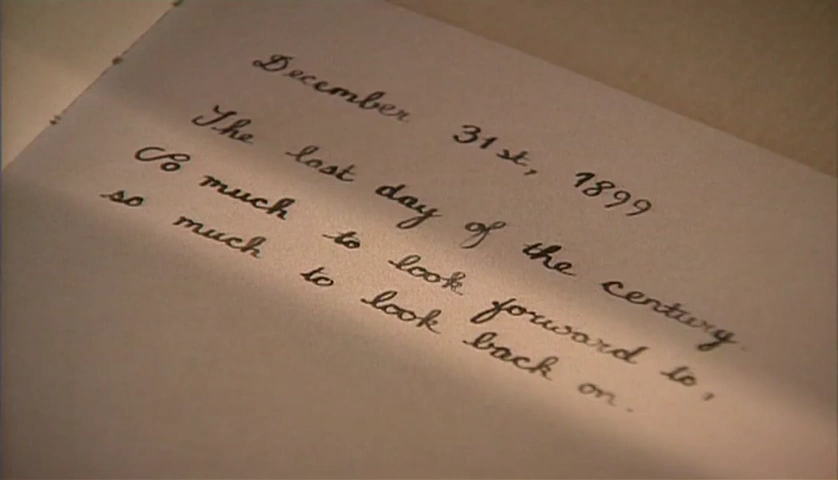 December 31st, 1899
The last day of the century.
So much to look forward to,
so much to look back on.